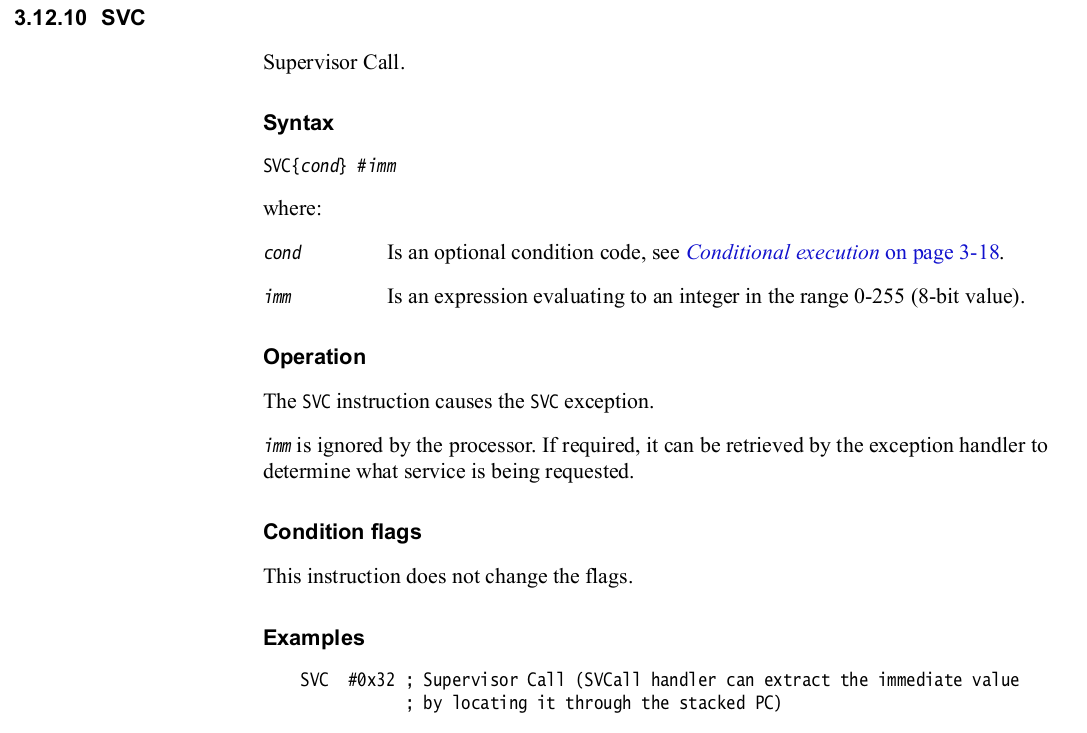 3.12.10 SVC
Supervisor Call.
Syntax
SVC{cond} #imm
where:
cond Is an optional condition code, see Conditional execution on page 3-18.
imm Is an expression evaluating to an integer in the range 0-255 (8-bit value).
Operation
The SVC instruction causes the SVC exception.
imm is ignored by the processor. If required, it can be retrieved by the exception handler to
determine what service is being requested.
Condition flags
This instruction does not change the flags.
Examples
SVC #0x32 ; Supervisor Call (SVCall handler can extract the immediate value
; by locating it through the stacked PC)